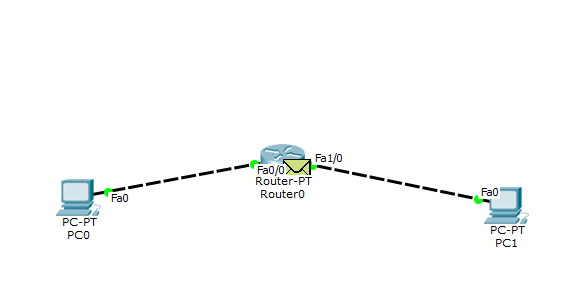 Fa0
PC-PT
PC0
Fa0/0
Fa1/0
Router-PT
Router0
Fa0
PC-PT
PC1